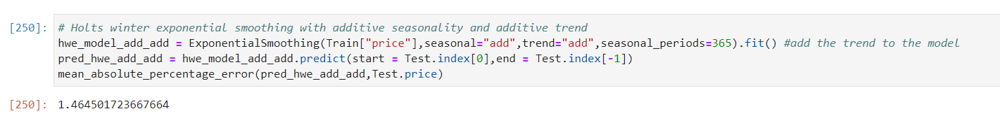 [250]: # Holts winter exponential smoothing with additive seasonality and additive trend
hwe_model_add_add = ExponentialSmoothing(Train["price"],seasonal="add",trend="add",seasonal_periods=365).fit() #add the trend to the model
pred_hwe_add_add = hwe_model_add_add.predict(start = Test.index[0],end = Test.index[-1])
mean_absolute_percentage_error(pred_hwe_add_add,Test.price)
[250]: 1.464501723667664